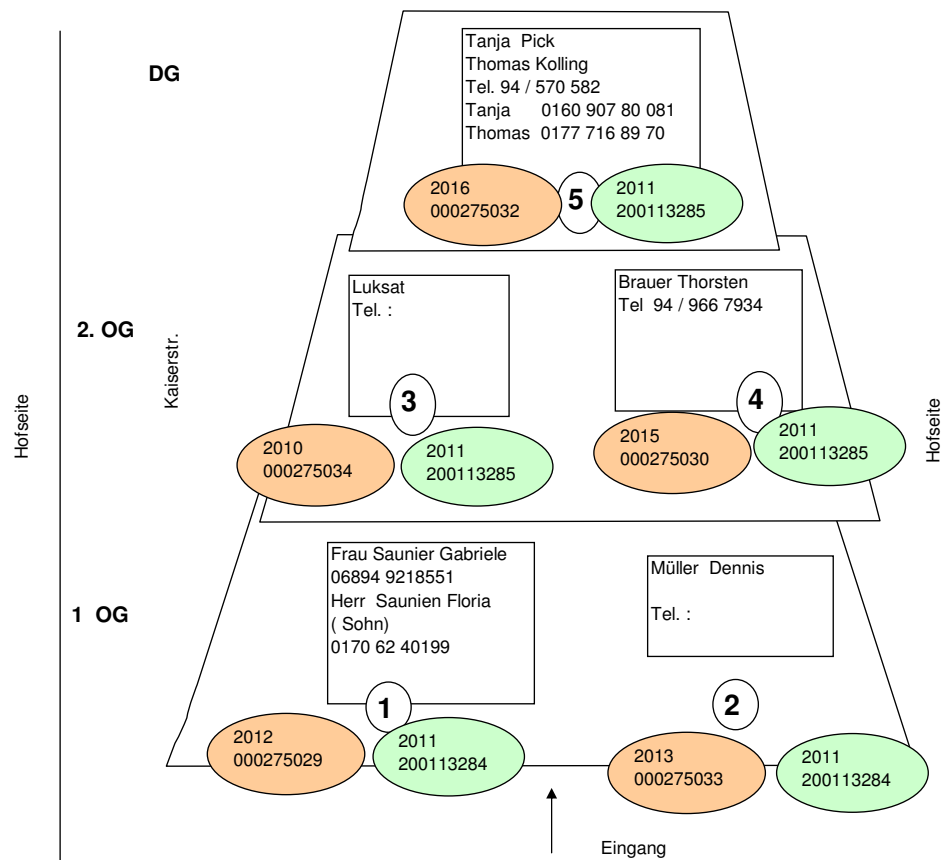 DG
Tanja  Pick
Thomas Kolling
Tel. 94 / 570 582
Tanja      0160 907 80 081
Thomas  0177 716 89 70
2016
000275032
5
2011
200113285
2. OG
Kaiserstr.
Hofseite
Hofseite
Luksat
Tel. :
3
2010
000275034
2011
200113285
Brauer Thorsten
Tel  94 / 966 7934
4
2015
000275030
2011
200113285
1  OG
Frau Saunier Gabriele
06894 9218551
Herr  Saunien Floria
( Sohn)
0170 62 40199
1
2012
000275029
2011
200113284
Müller  Dennis
Tel. :
2
2013
000275033
2011
200113284
Eingang